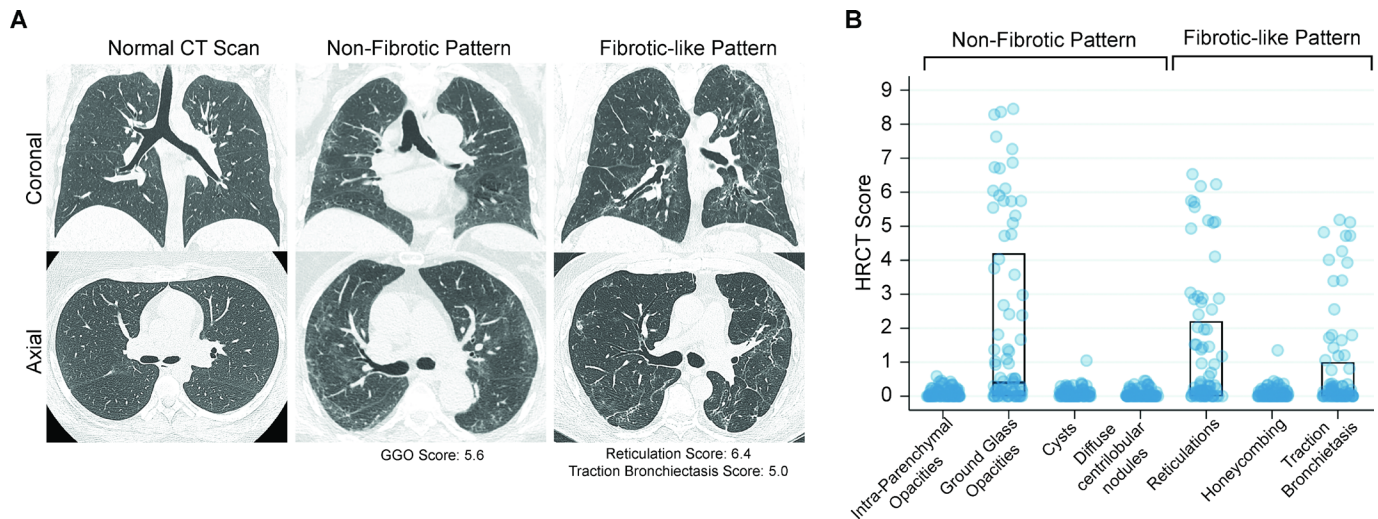 A
Normal CT Scan
Non-Fibrotic Pattern
Fibrotic-like Pattern
Coronal
Axial
GGO Score: 5.6
Reticulation Score: 6.4
Traction Bronchiectasis Score: 5.0
B
Non-Fibrotic Pattern
Fibrotic-like Pattern
HRCT Score
9
8
7
6
5
4
3
2
1
0
Intra-Parenchymal
Opacities
Ground Glass
Opacities
Cysts
Diffuse
centrilobular
nodules
Reticulations
Honeycombing
Traction
Bronchietasis